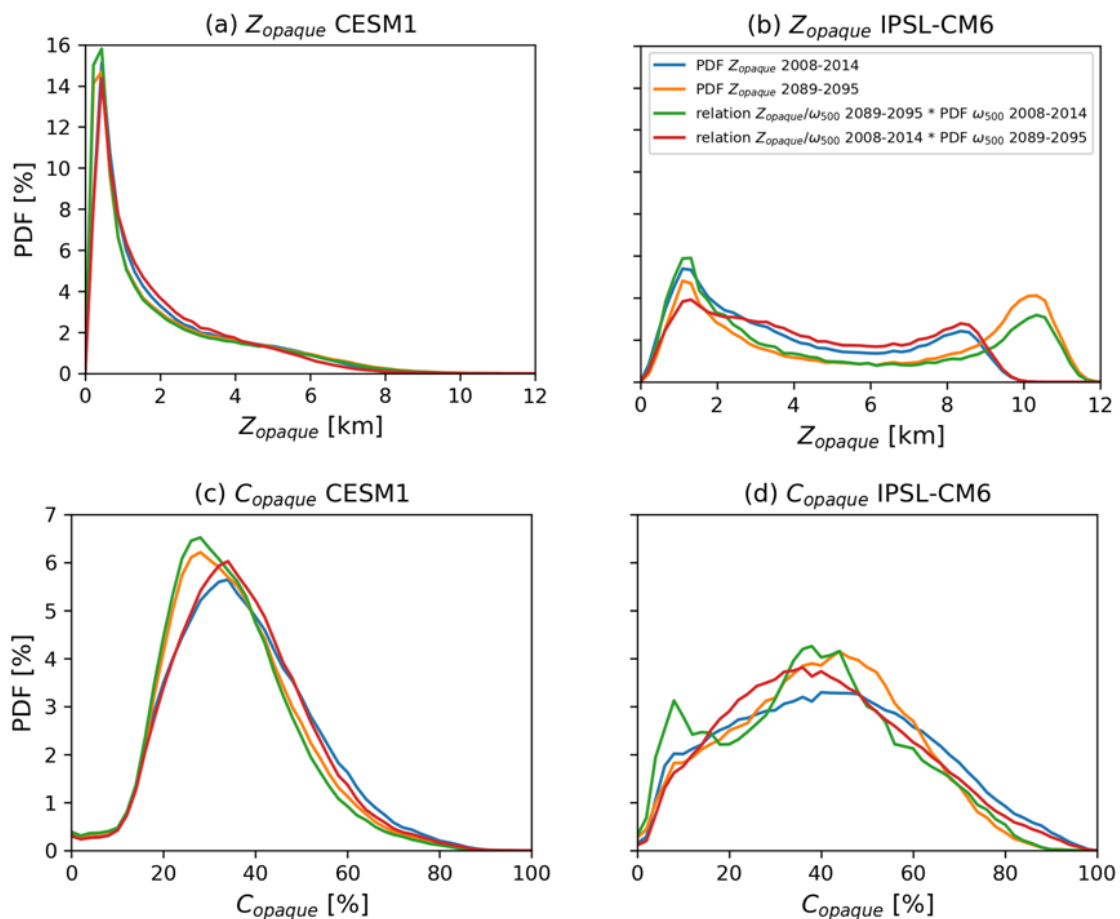 (a) Z_opaque CESM1
16
14
12
10
8
6
4
2
0
PDF [%]
0 2 4 6 8 10 12
Z_opaque [km]
(b) Z_opaque IPSL-CM6
PDF Z_opaque 2008-2014
PDF Z_opaque 2089-2095
relation Z_opaque/ω_500 2089-2095 * PDF ω_500 2008-2014
relation Z_opaque/ω_500 2008-2014 * PDF ω_500 2089-2095
0 2 4 6 8 10 12
Z_opaque [km]
(c) C_opaque CESM1
7
6
5
4
3
2
1
0
PDF [%]
0 20 40 60 80 100
C_opaque [%]
(d) C_opaque IPSL-CM6
0 20 40 60 80 100
C_opaque [%]